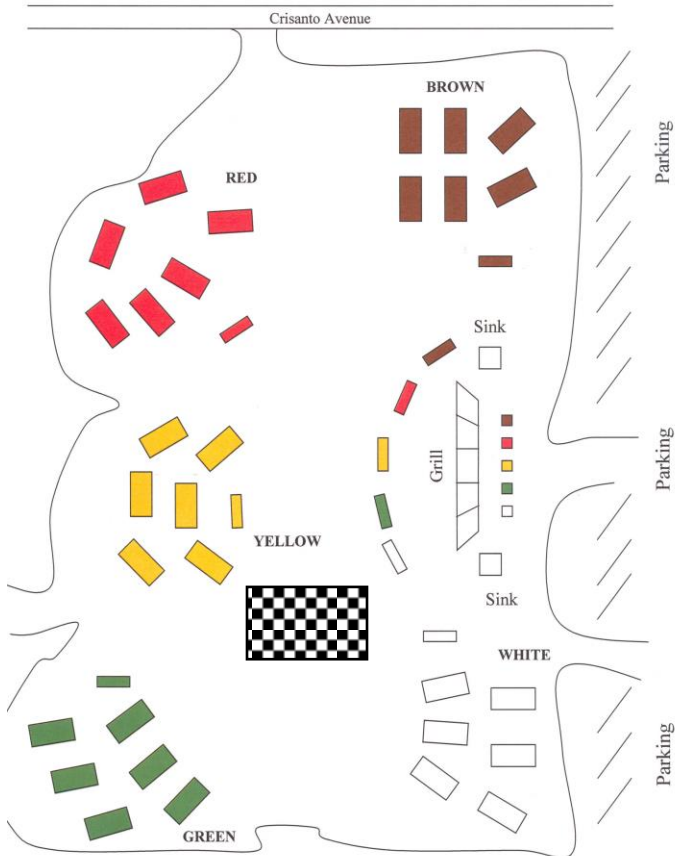 Crisanto Avenue
BROWN
Parking
RED
Sink
Grill
Parking
YELLOW
Sink
WHITE
Parking
GREEN